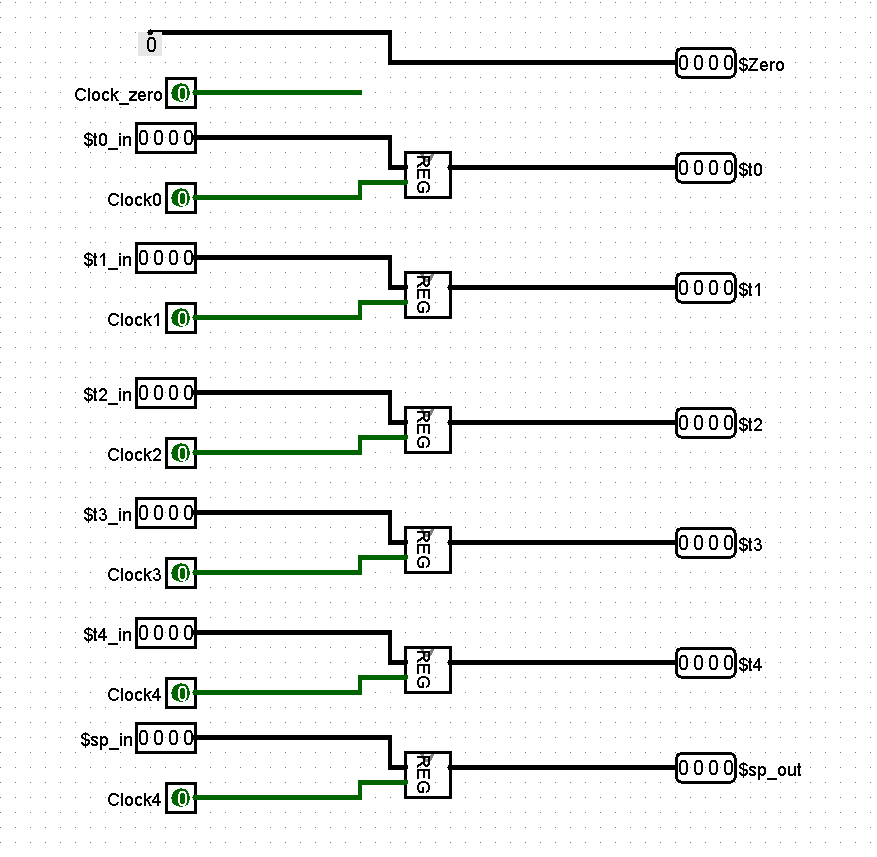 0
0 0 0 0 $Zero
Clock_zero 0
$t0_in 0 0 0 0
REG
0 0 0 0 $t0
Clock0 0
$t1_in 0 0 0 0
REG
0 0 0 0 $t1
Clock1 0
$t2_in 0 0 0 0
REG
0 0 0 0 $t2
Clock2 0
$t3_in 0 0 0 0
REG
0 0 0 0 $t3
Clock3 0
$t4_in 0 0 0 0
REG
0 0 0 0 $t4
Clock4 0
$sp_in 0 0 0 0
REG
0 0 0 0 $sp_out
Clock4 0